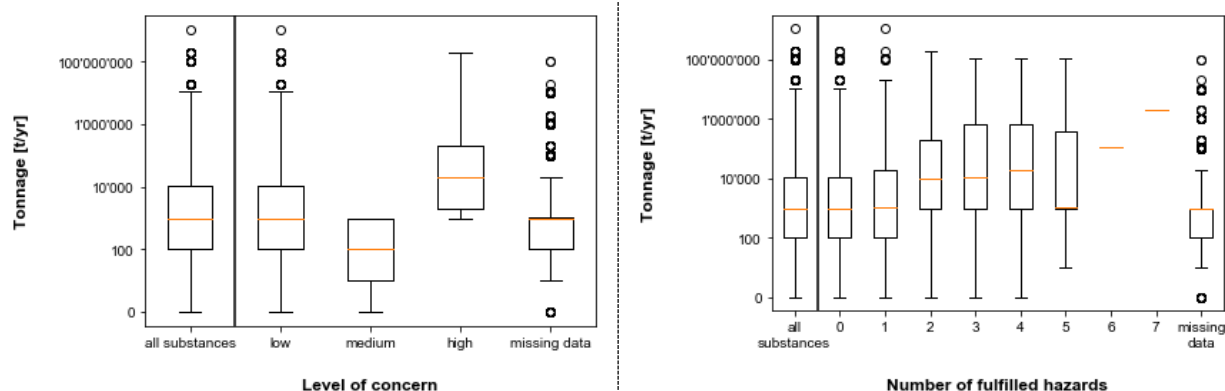 Tonnage [t/yr]
100'000'000
1'000'000
10'000
100
0
all substances low medium high missing data
Level of concern
Tonnage [t/yr]
100'000'000
1'000'000
10'000
100
0
all 0 1 2 3 4 5 6 7 missing
substances data
Number of fulfilled hazards